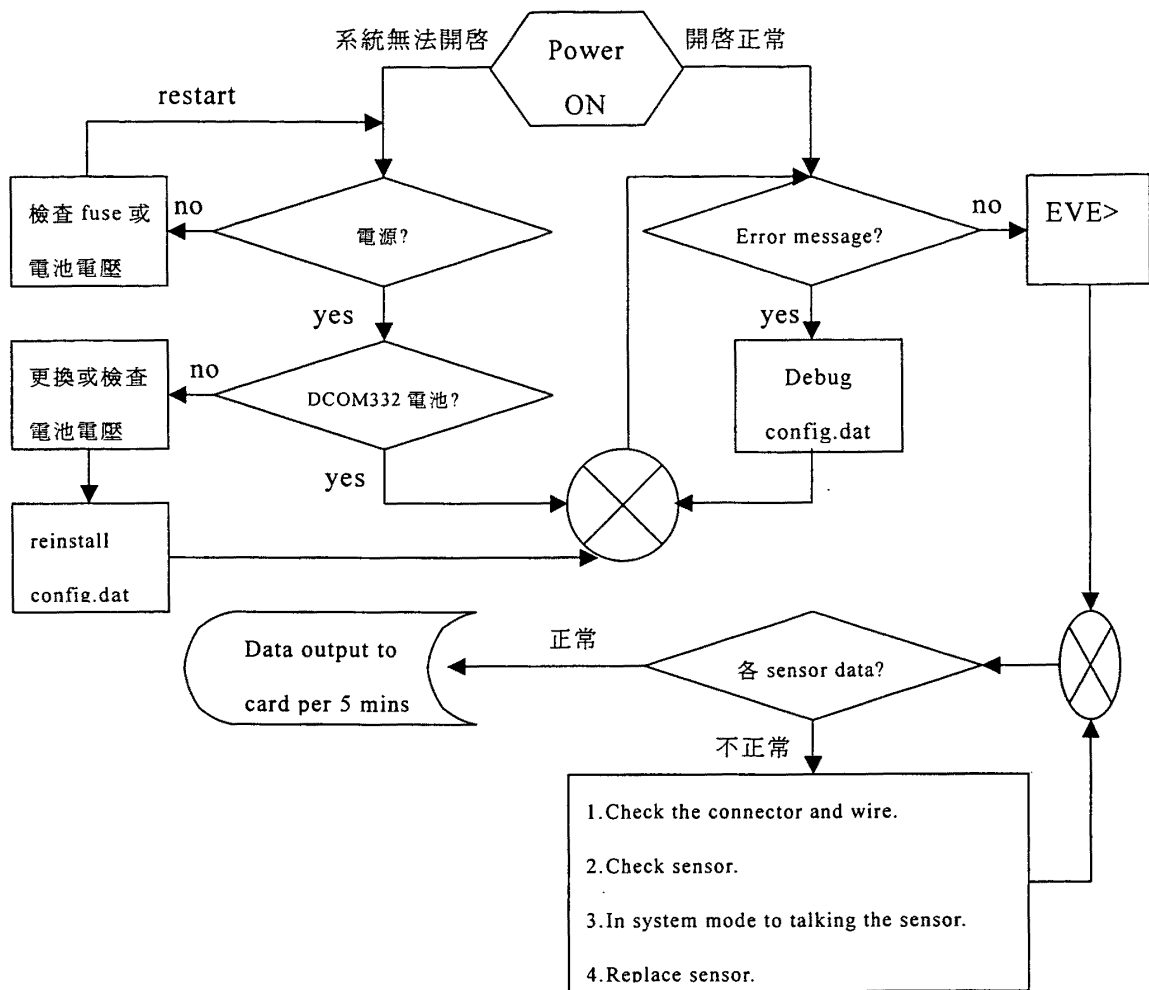 系統無法開啓
Power
ON
開啓正常
restart
檢查 fuse 或
電池電壓
no
電源?
Error message?
no
EVE>
yes
yes
更換或檢查
電池電壓
no
DCOM332 電池?
Debug
config.dat
yes
reinstall
config.dat
Data output to
card per 5 mins
正常
各 sensor data?
不正常
1.Check the connector and wire.
2.Check sensor.
3.In system mode to talking the sensor.
4.Replace sensor.